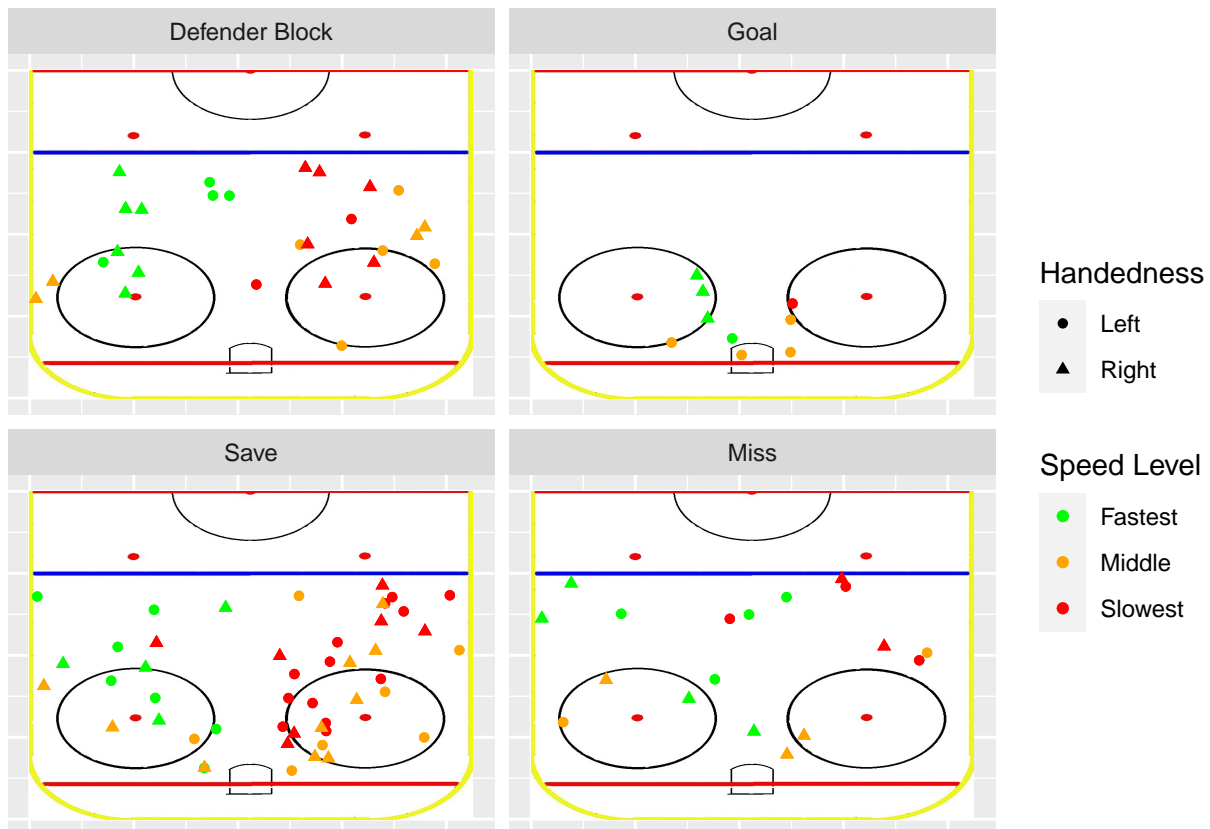 Defender Block
Goal
Save
Miss
Handedness
Left
Right
Speed Level
Fastest
Middle
Slowest